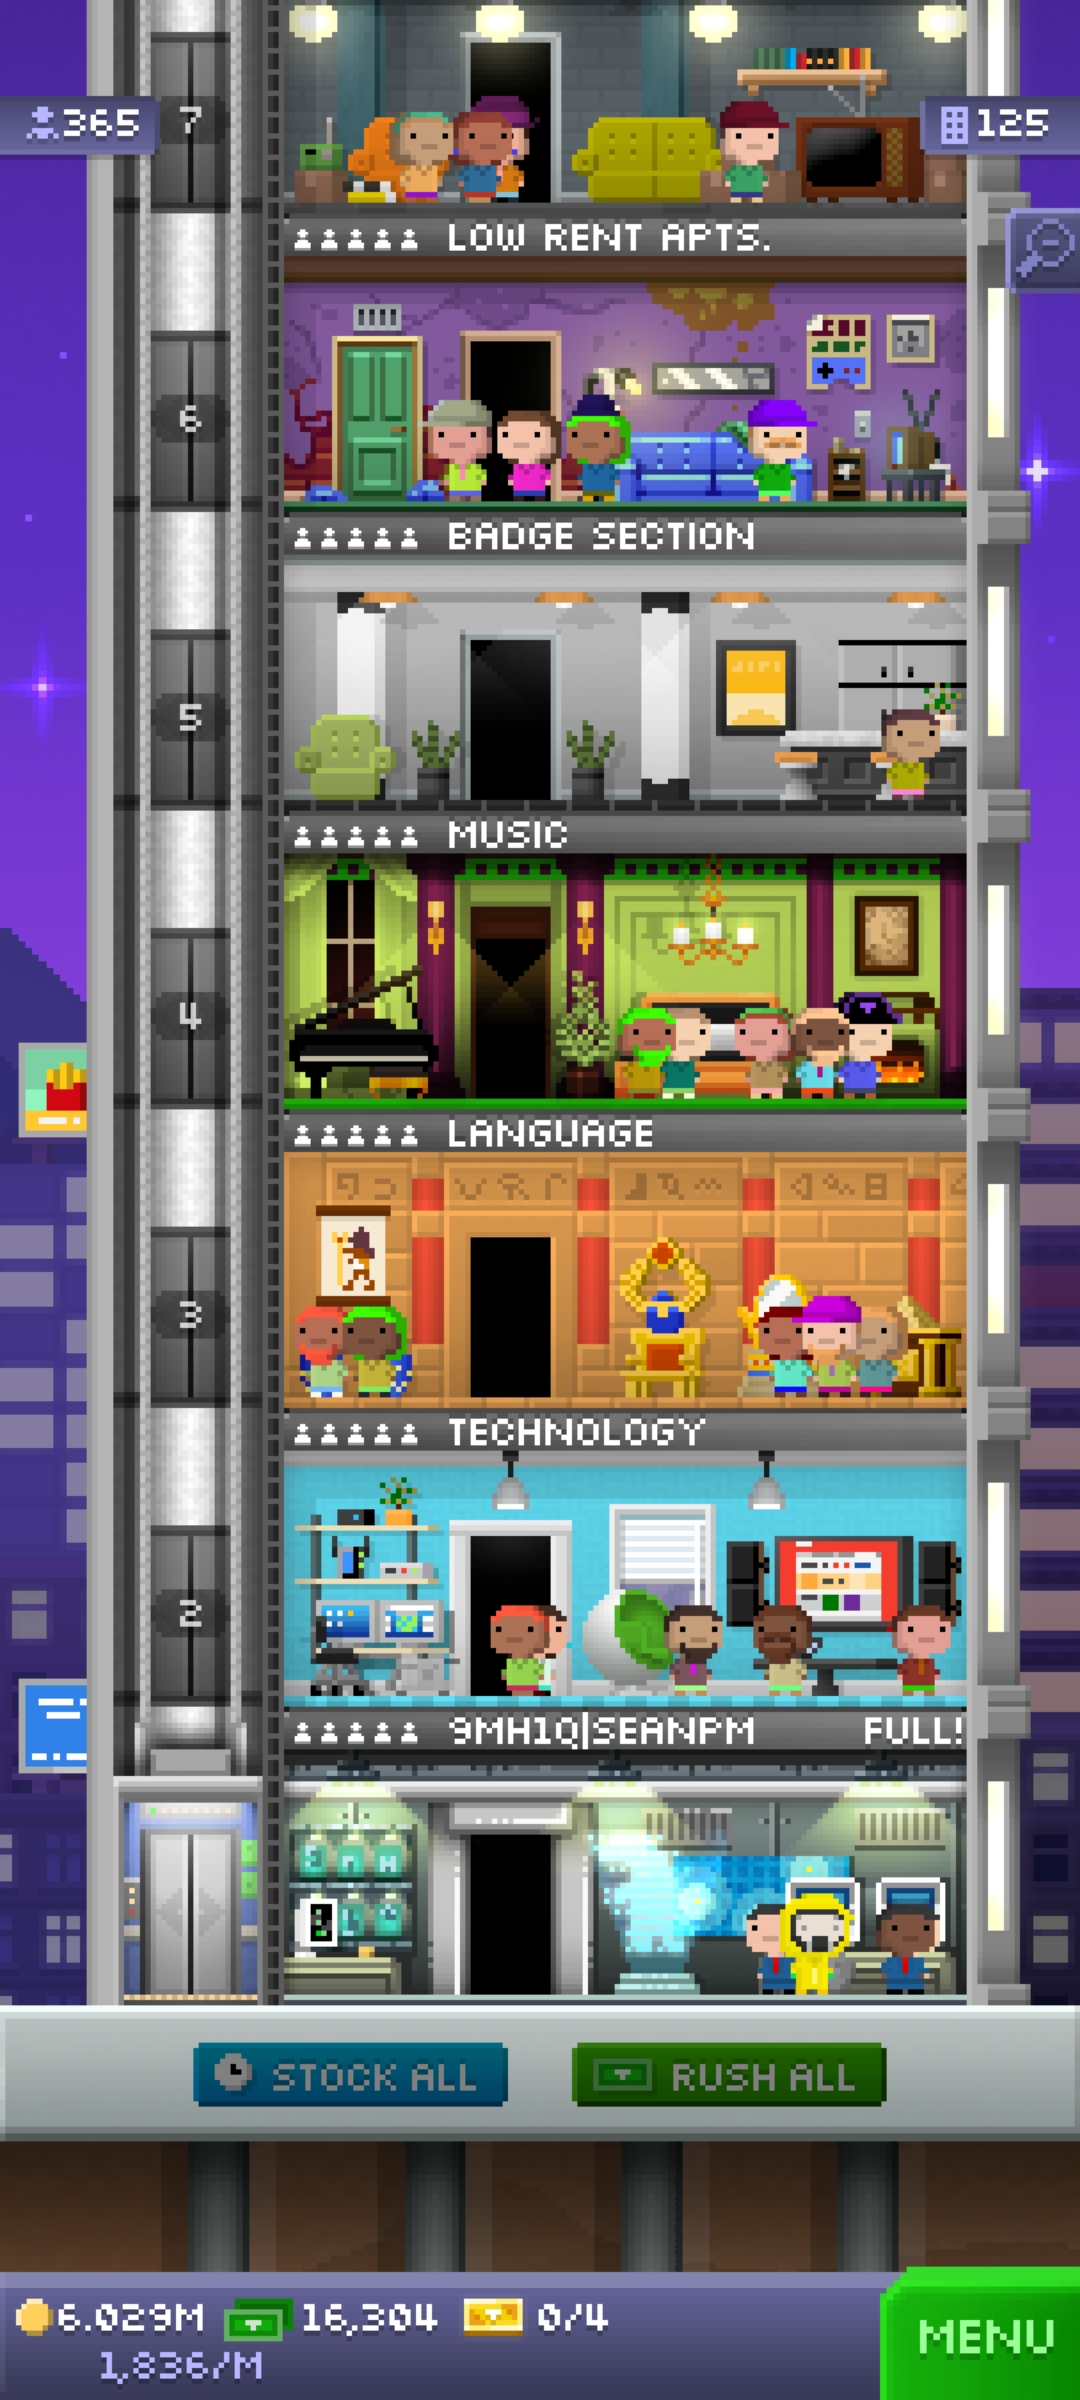 7
365
125
LOW RENT APTS.
6
BADGE SECTION
5
MUSIC
4
LANGUAGE
3
TECHNOLOGY
2
9MH1Q|SEANPM FULL!
STOCK ALL
RUSH ALL
6.029M 16,304 0/4
1,836/M
MENU